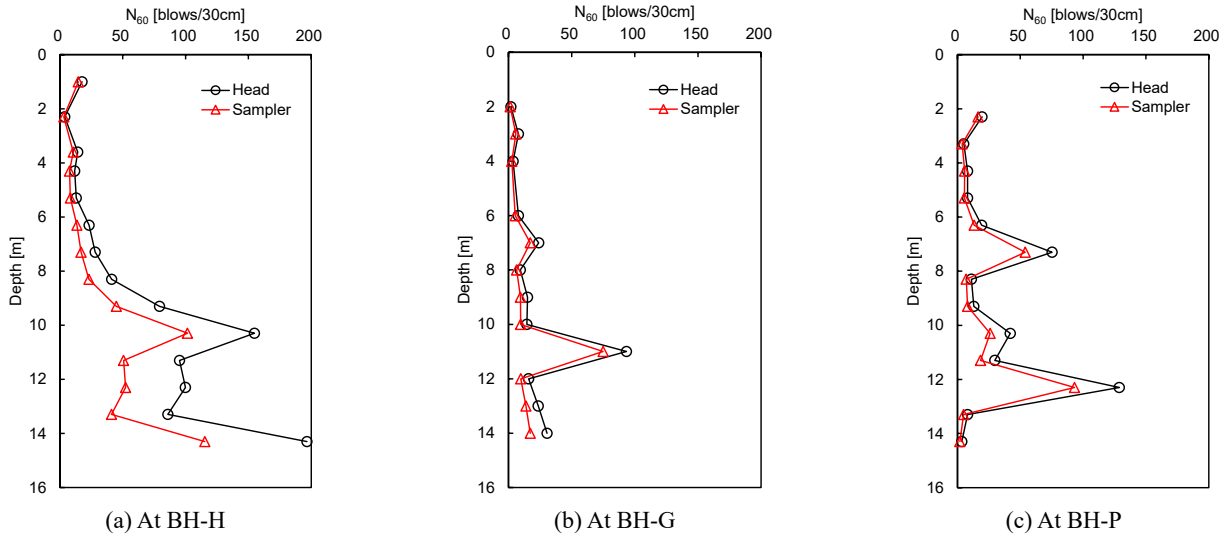 N60 [blows/30cm]
0 50 100 150 200
0
2
4
6
8
10
12
14
16
Depth [m]
Head
Sampler
(a) At BH-H
N60 [blows/30cm]
0 50 100 150 200
0
2
4
6
8
10
12
14
16
Depth [m]
Head
Sampler
(b) At BH-G
N60 [blows/30cm]
0 50 100 150 200
0
2
4
6
8
10
12
14
16
Depth [m]
Head
Sampler
(c) At BH-P